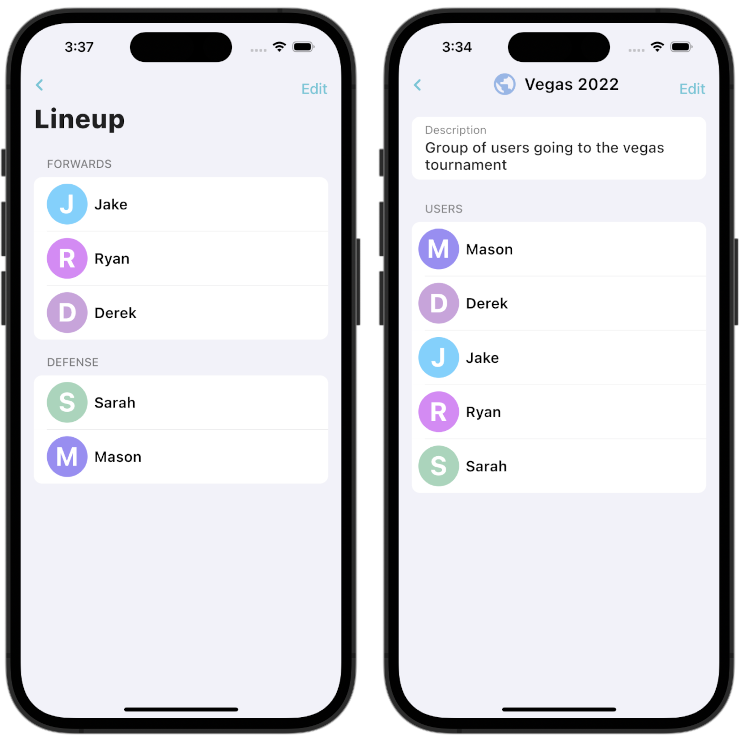 3:37
Edit
Lineup
FORWARDS
J Jake
R Ryan
D Derek
DEFENSE
S Sarah
M Mason
3:34
Vegas 2022
Edit
Description
Group of users going to the vegas
tournament
USERS
M Mason
D Derek
J Jake
R Ryan
S Sarah